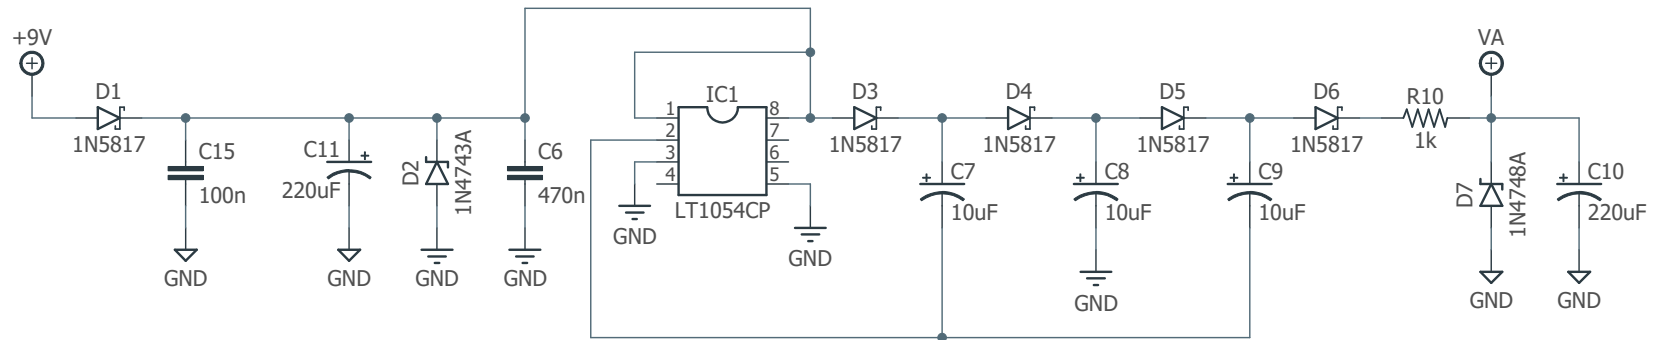 +9V
D1
1N5817
C15
100n
GND
C11
+
220uF
GND
D2
1N4743A
GND
C6
470n
GND
IC1
1
2
3
4
8
7
6
5
LT1054CP
GND
GND
D3
1N5817
+
C7
10uF
D4
1N5817
+
C8
10uF
GND
D5
1N5817
+
C9
10uF
D6
1N5817
R10
1k
VA
D7
1N4748A
GND
+
C10
220uF
GND